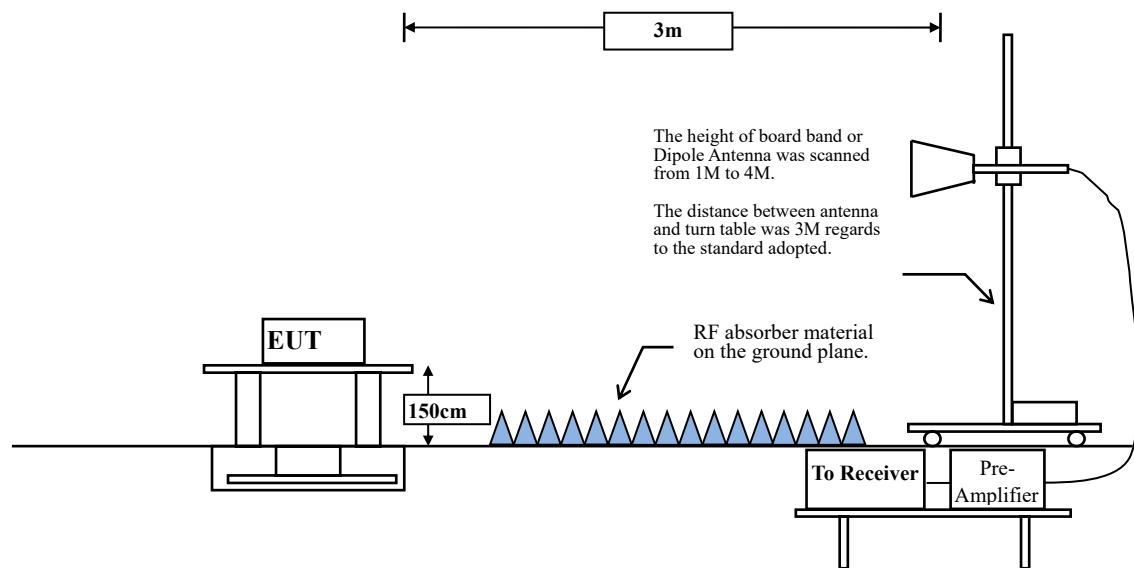 3m
The height of board band or
Dipole Antenna was scanned
from 1M to 4M.
The distance between antenna
and turn table was 3M regards
to the standard adopted.
EUT
RF absorber material
on the ground plane.
150cm
To Receiver
Pre-
Amplifier